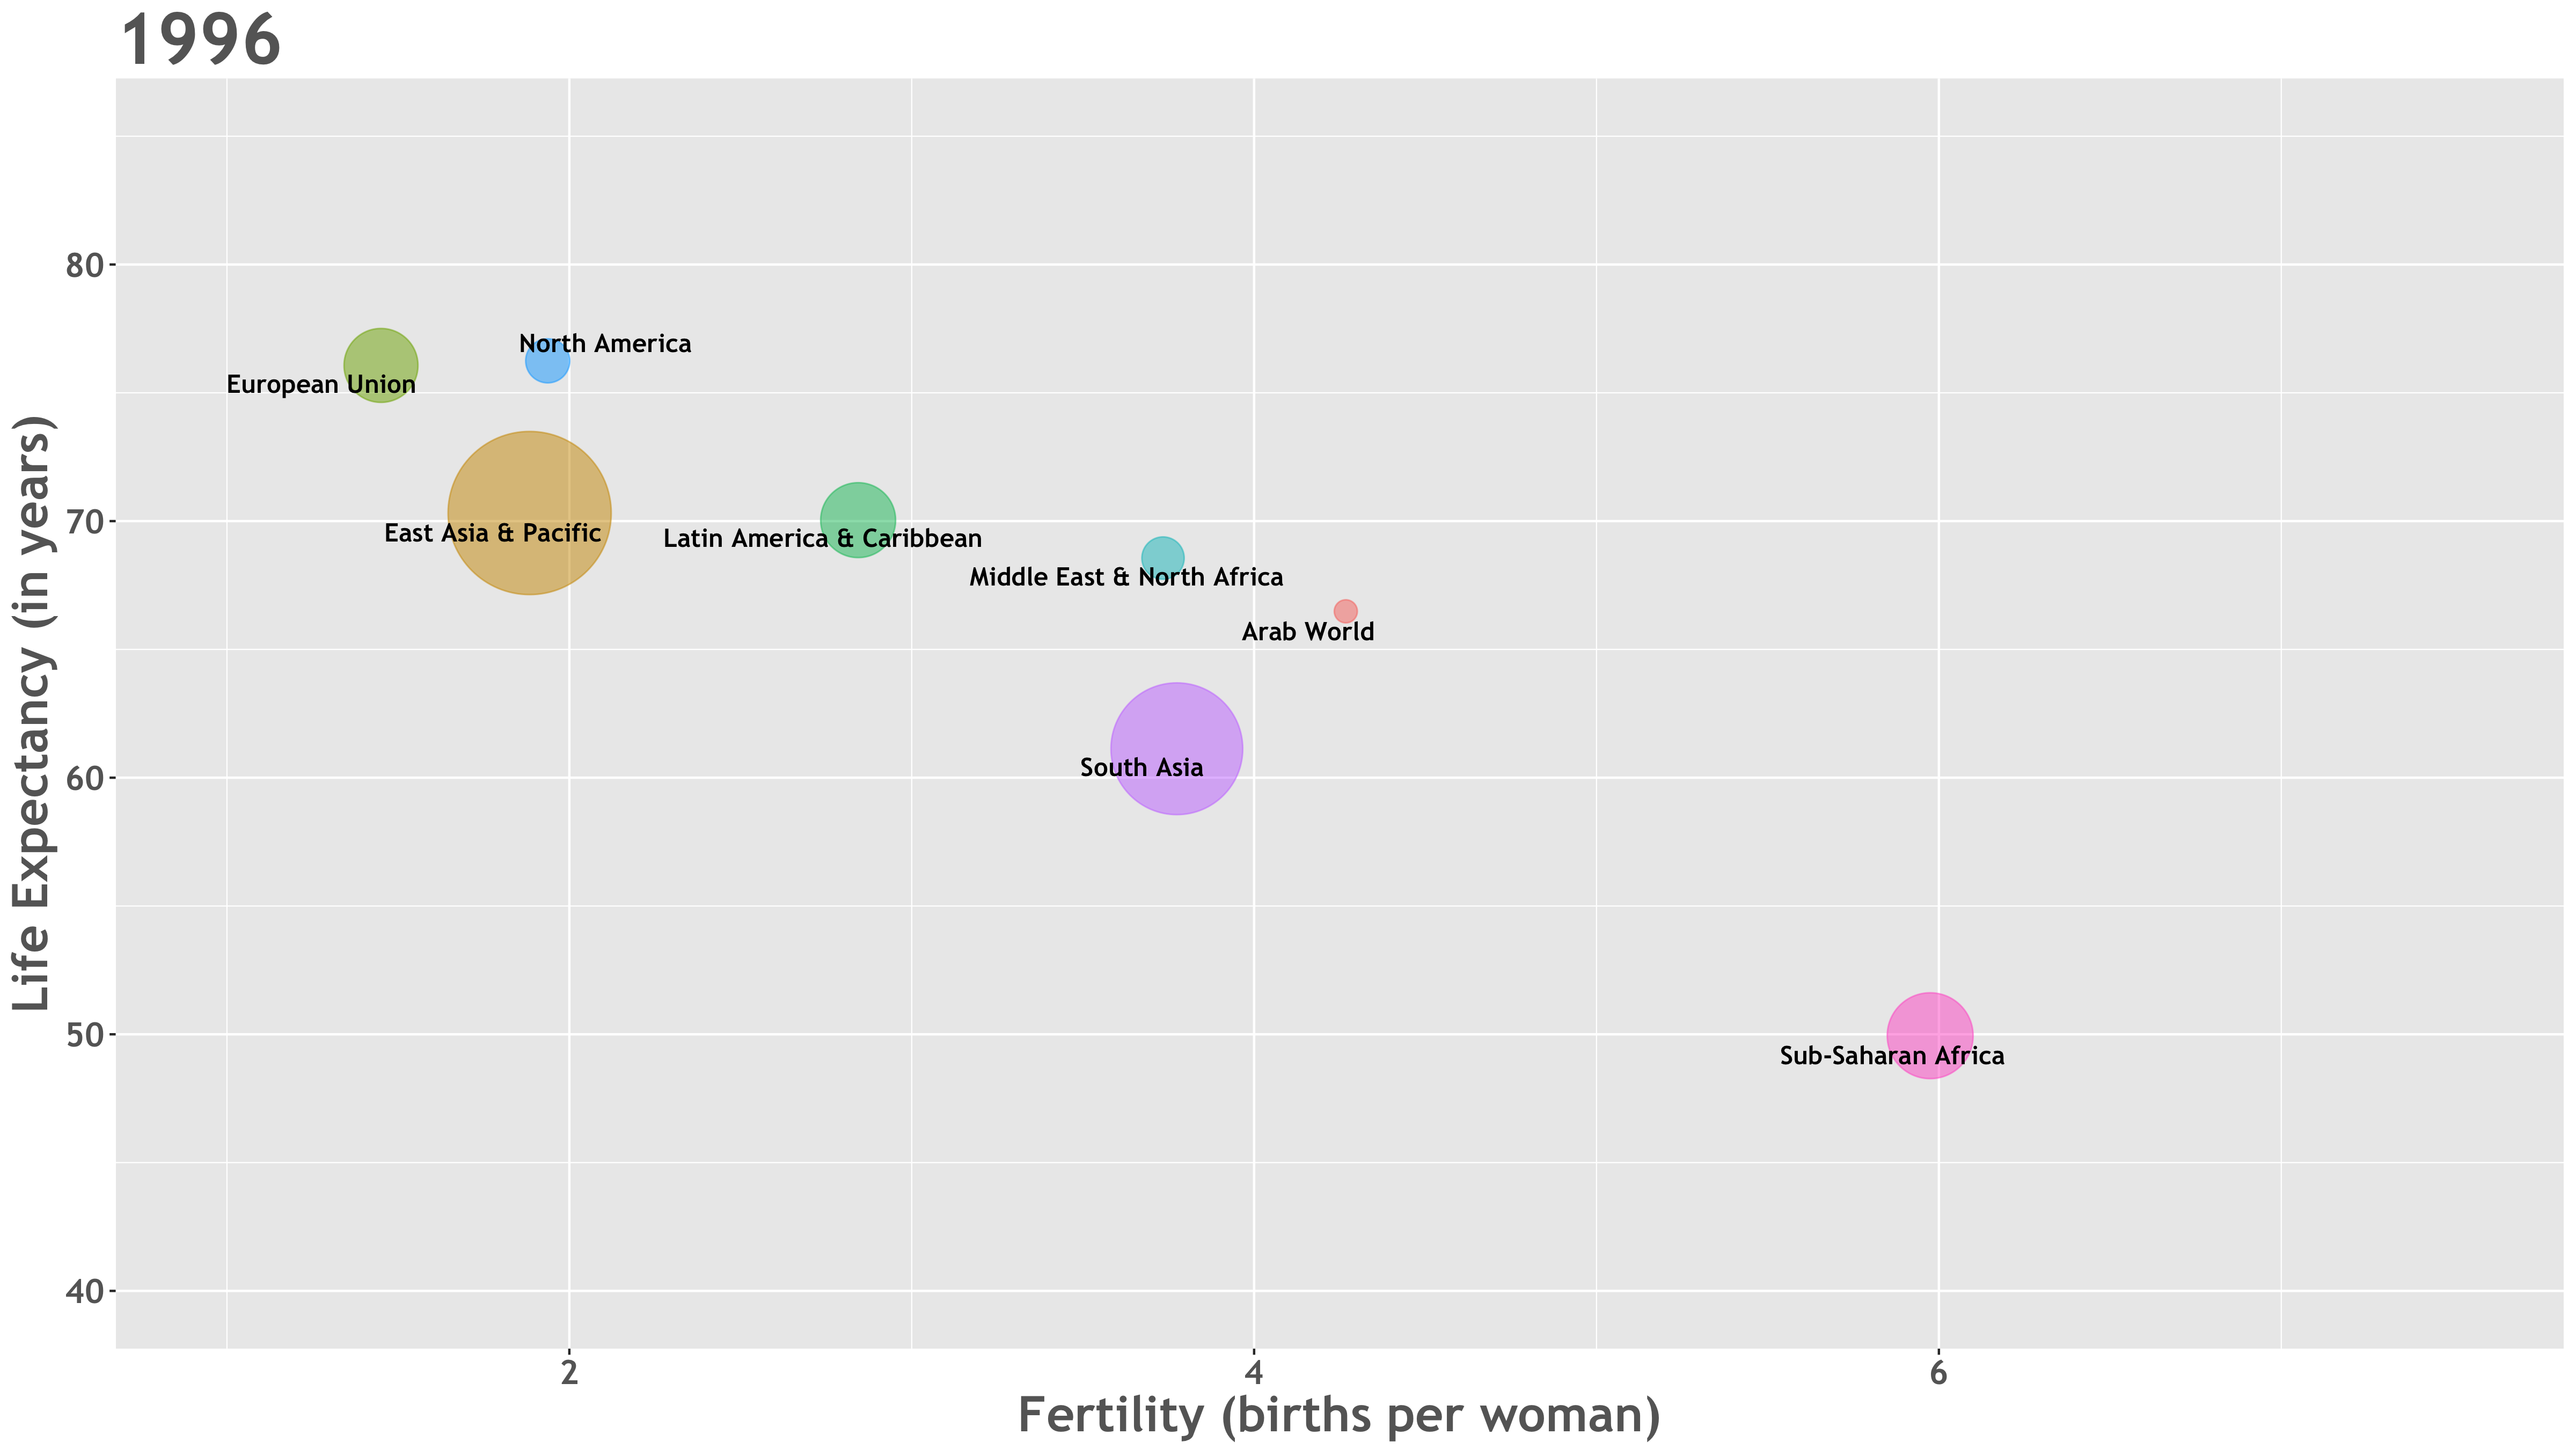 1996
Life Expectancy (in years)
80
70
60
50
40
North America
European Union
East Asia & Pacific
Latin America & Caribbean
Middle East & North Africa
Arab World
South Asia
Sub-Saharan Africa
2
4
6
Fertility (births per woman)